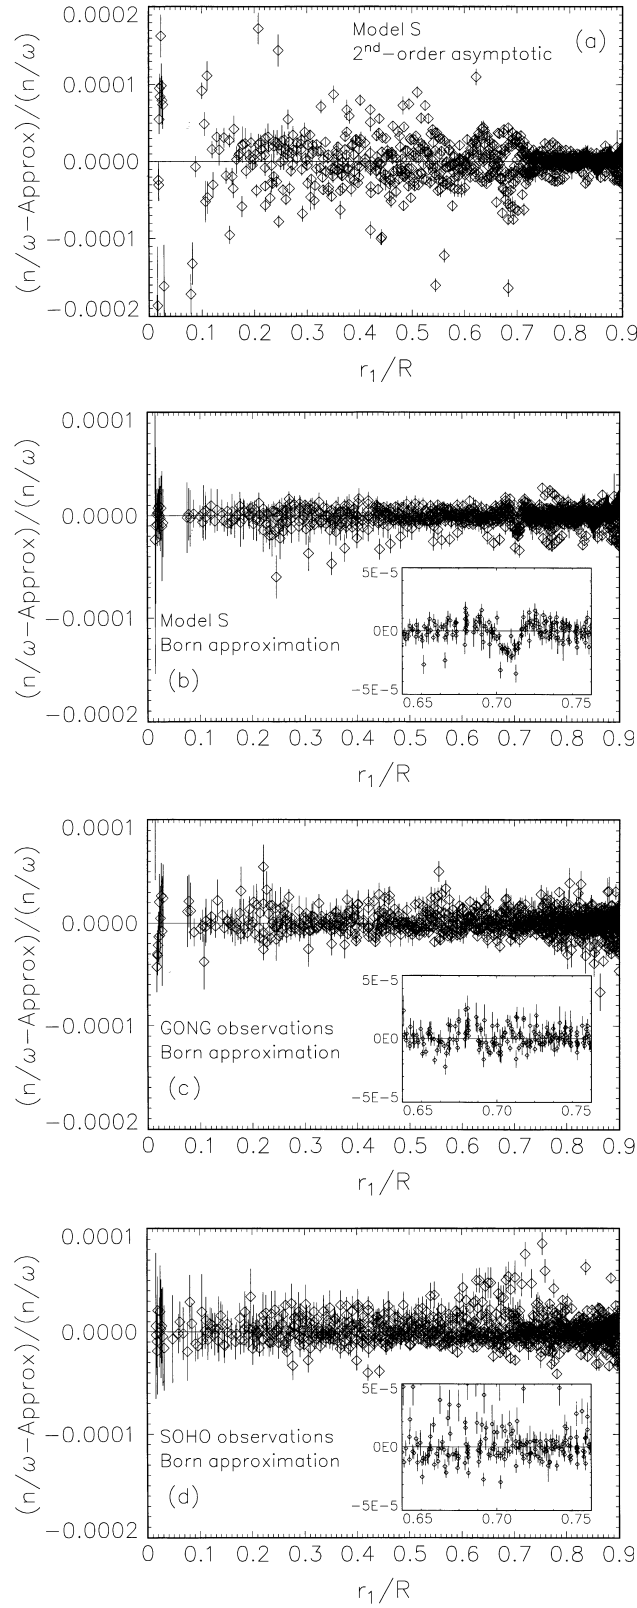 0.0002
0.0001
0.0000
−0.0001
−0.0002
(n/ω−Approx)/(n/ω)
Model S
2nd−order asymptotic
(a)
0 0.1 0.2 0.3 0.4 0.5 0.6 0.7 0.8 0.9
r1/R
0.0001
0.0000
−0.0001
−0.0002
(n/ω−Approx)/(n/ω)
Model S
Born approximation
(b)
5E−5
0E0
−5E−5
0.65 0.70 0.75
0 0.1 0.2 0.3 0.4 0.5 0.6 0.7 0.8 0.9
r1/R
0.0001
0.0000
−0.0001
−0.0002
(n/ω−Approx)/(n/ω)
GONG observations
Born approximation
(c)
5E−5
0E0
−5E−5
0.65 0.70 0.75
0 0.1 0.2 0.3 0.4 0.5 0.6 0.7 0.8 0.9
r1/R
0.0001
0.0000
−0.0001
−0.0002
(n/ω−Approx)/(n/ω)
SOHO observations
Born approximation
(d)
5E−5
0E0
−5E−5
0.65 0.70 0.75
0 0.1 0.2 0.3 0.4 0.5 0.6 0.7 0.8 0.9
r1/R